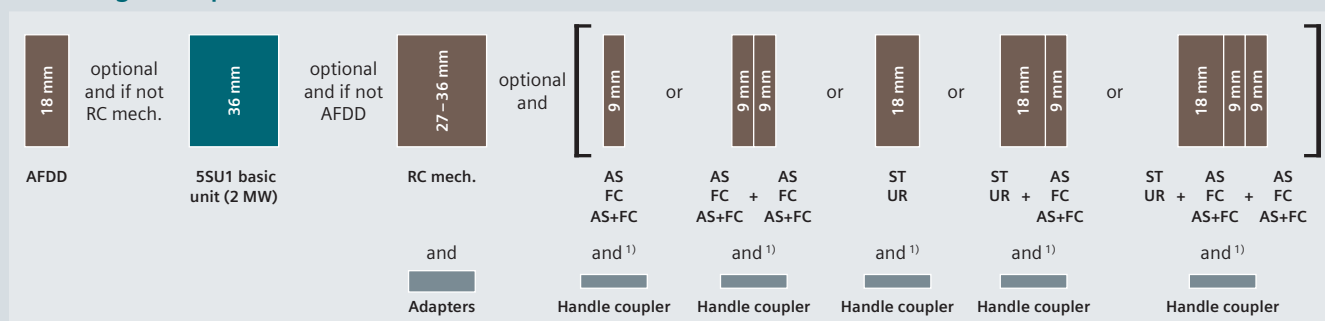 18 mm
optional
and if not
RC mech.
36 mm
optional
and if not
AFDD
27 – 36 mm
optional
and
9 mm
or
9 mm
9 mm
or
18 mm
or
18 mm
9 mm
or
18 mm
9 mm
9 mm
AFDD
5SU1 basic
unit (2 MW)
RC mech.
AS
FC
AS+FC
AS AS
FC + FC
AS+FC AS+FC
ST
UR
ST AS
UR + FC
AS+FC
ST AS AS
UR + FC + FC
AS+FC AS+FC
and
and 1)
and 1)
and 1)
and 1)
and 1)
Adapters
Handle coupler
Handle coupler
Handle coupler
Handle coupler
Handle coupler